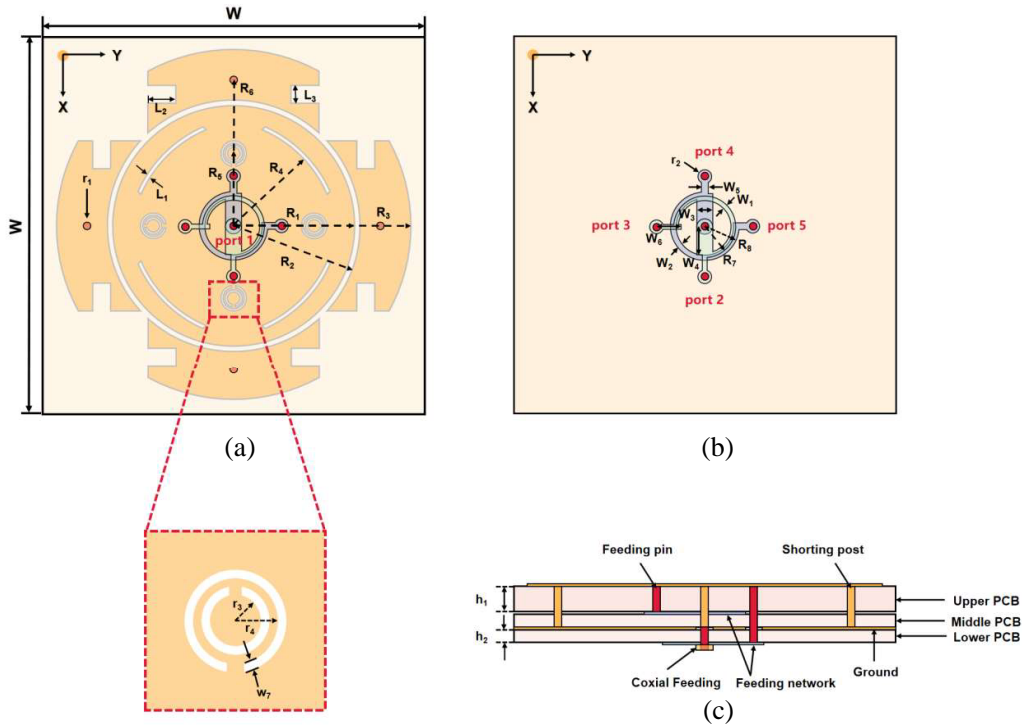 W
W
Y
X
R6
L2
L3
r1
L1
R5
R4
R1
R3
port 1
R2
(a)
Y
X
port 4
r2
W5
W1
port 3
W3
port 5
W6
R8
W2
W4
R7
port 2
(b)
r3
r4
w7
Feeding pin
Shorting post
h1
Upper PCB
Middle PCB
h2
Lower PCB
Ground
Coxial Feeding
Feeding network
(c)